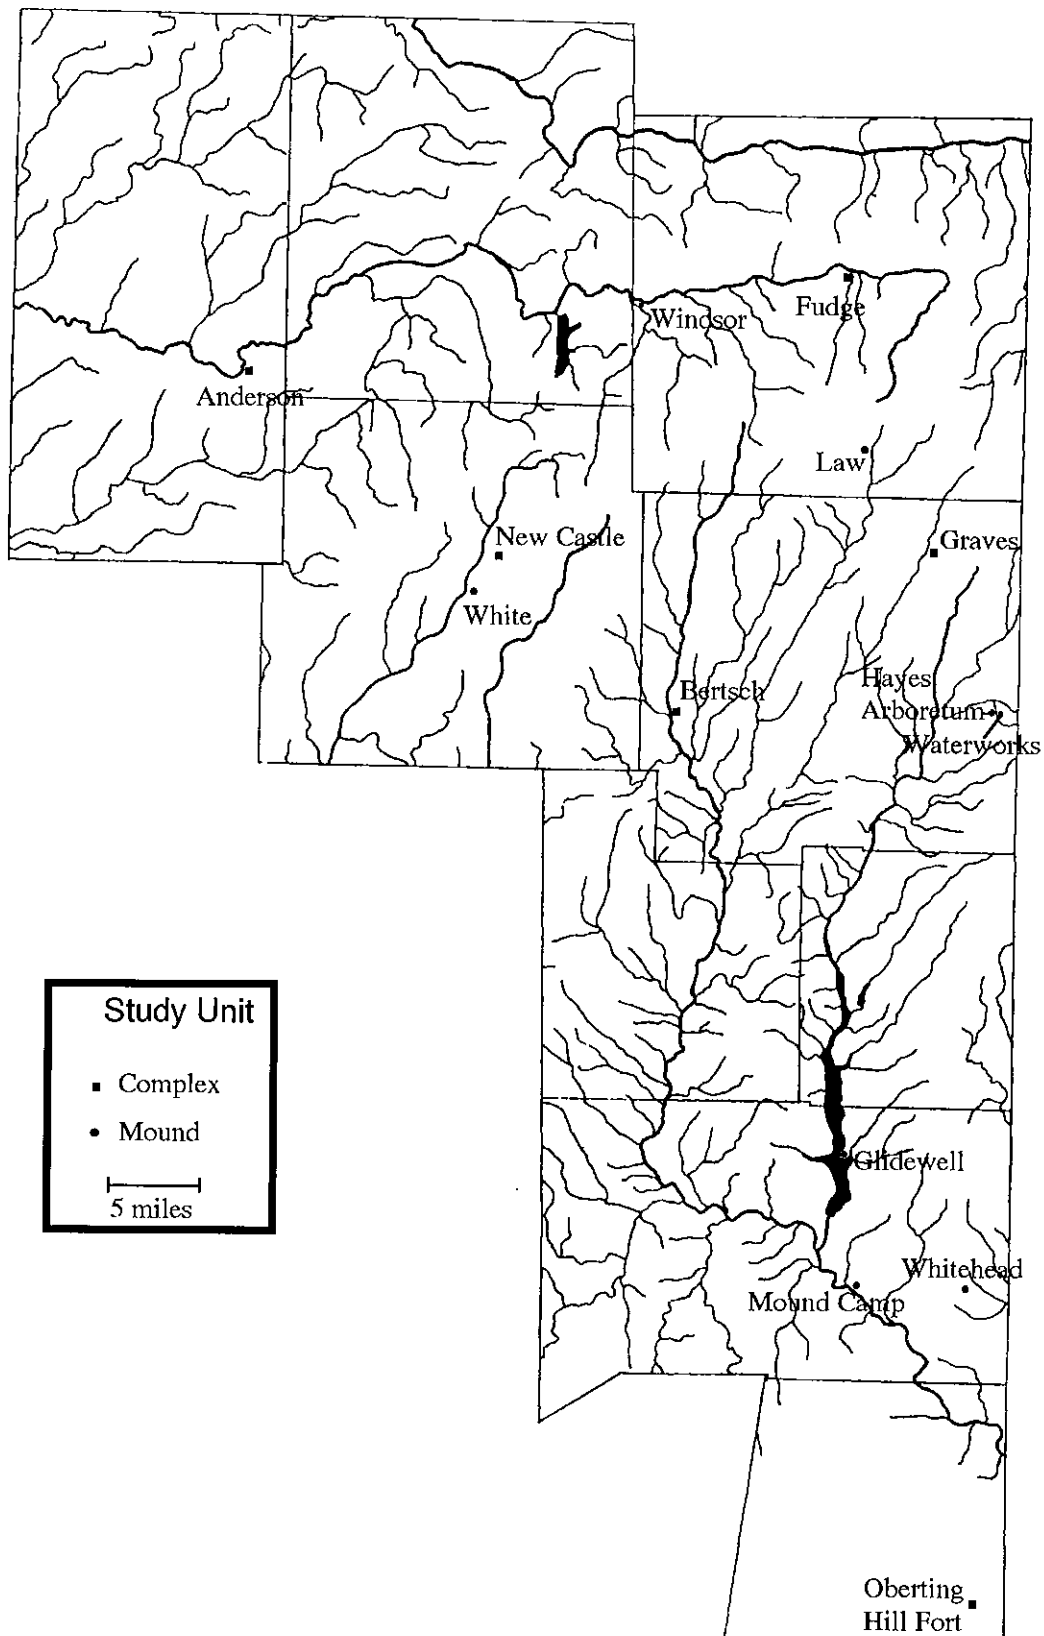 Windsor
Fudge
Anderson
Law
New Castle
Graves
White
Hayes
Arboretum
Bertsch
Waterworks
Study Unit
Complex
Mound
5 miles
Glidewell
Whitehead
Mound Camp
Oberting
Hill Fort